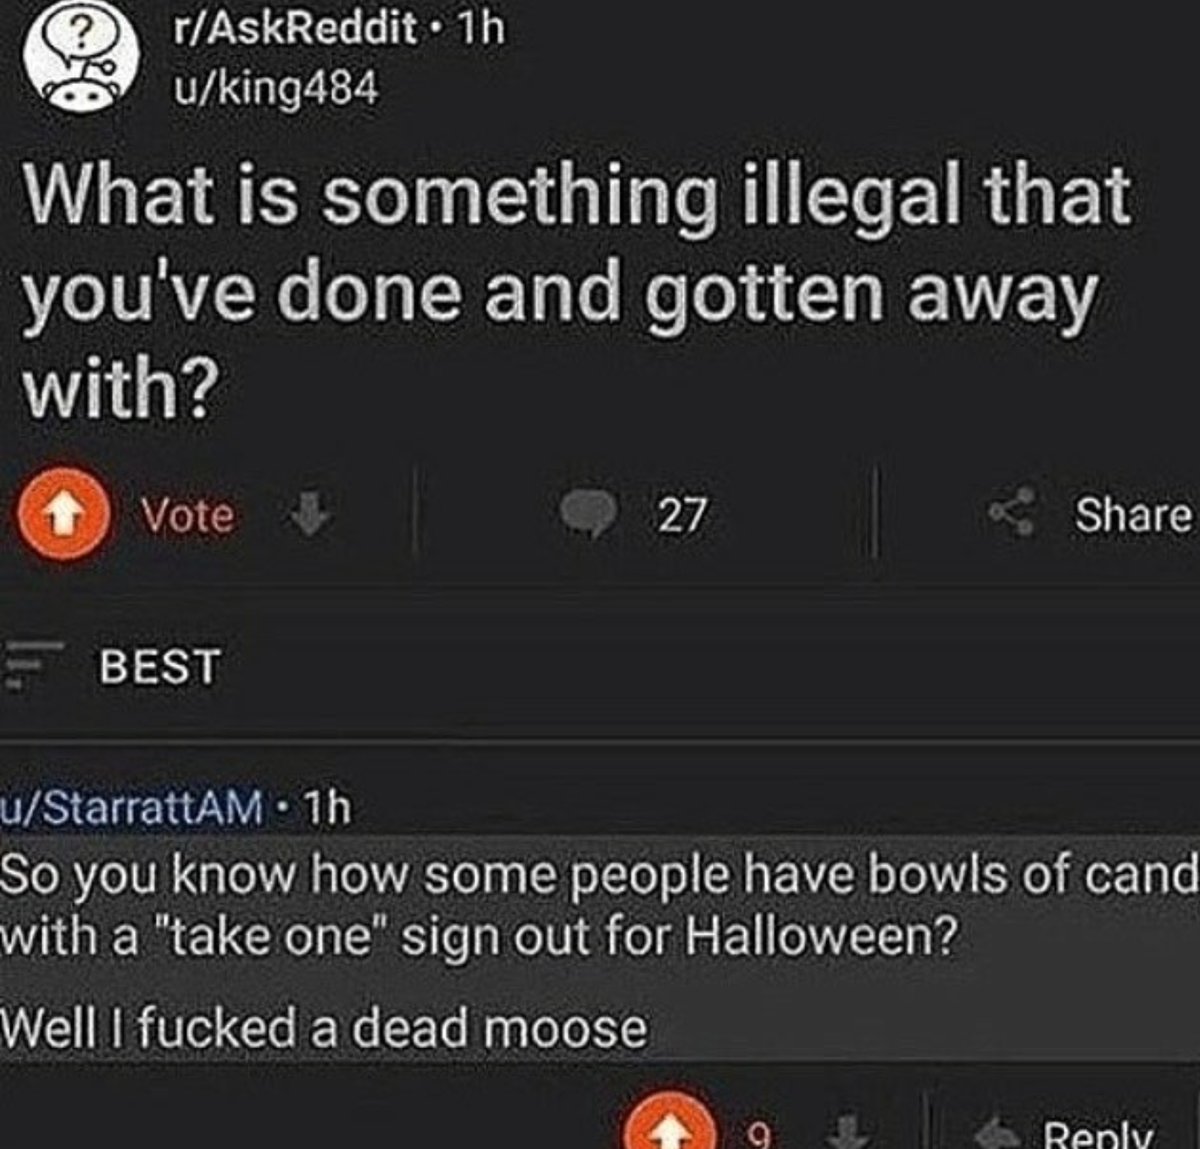 ?
r/AskReddit • 1h
u/king484
What is something illegal that
you've done and gotten away
with?
Vote
27
Share
BEST
u/StarrattAM • 1h
So you know how some people have bowls of cand
with a "take one" sign out for Halloween?
Well I fucked a dead moose
9
Reply